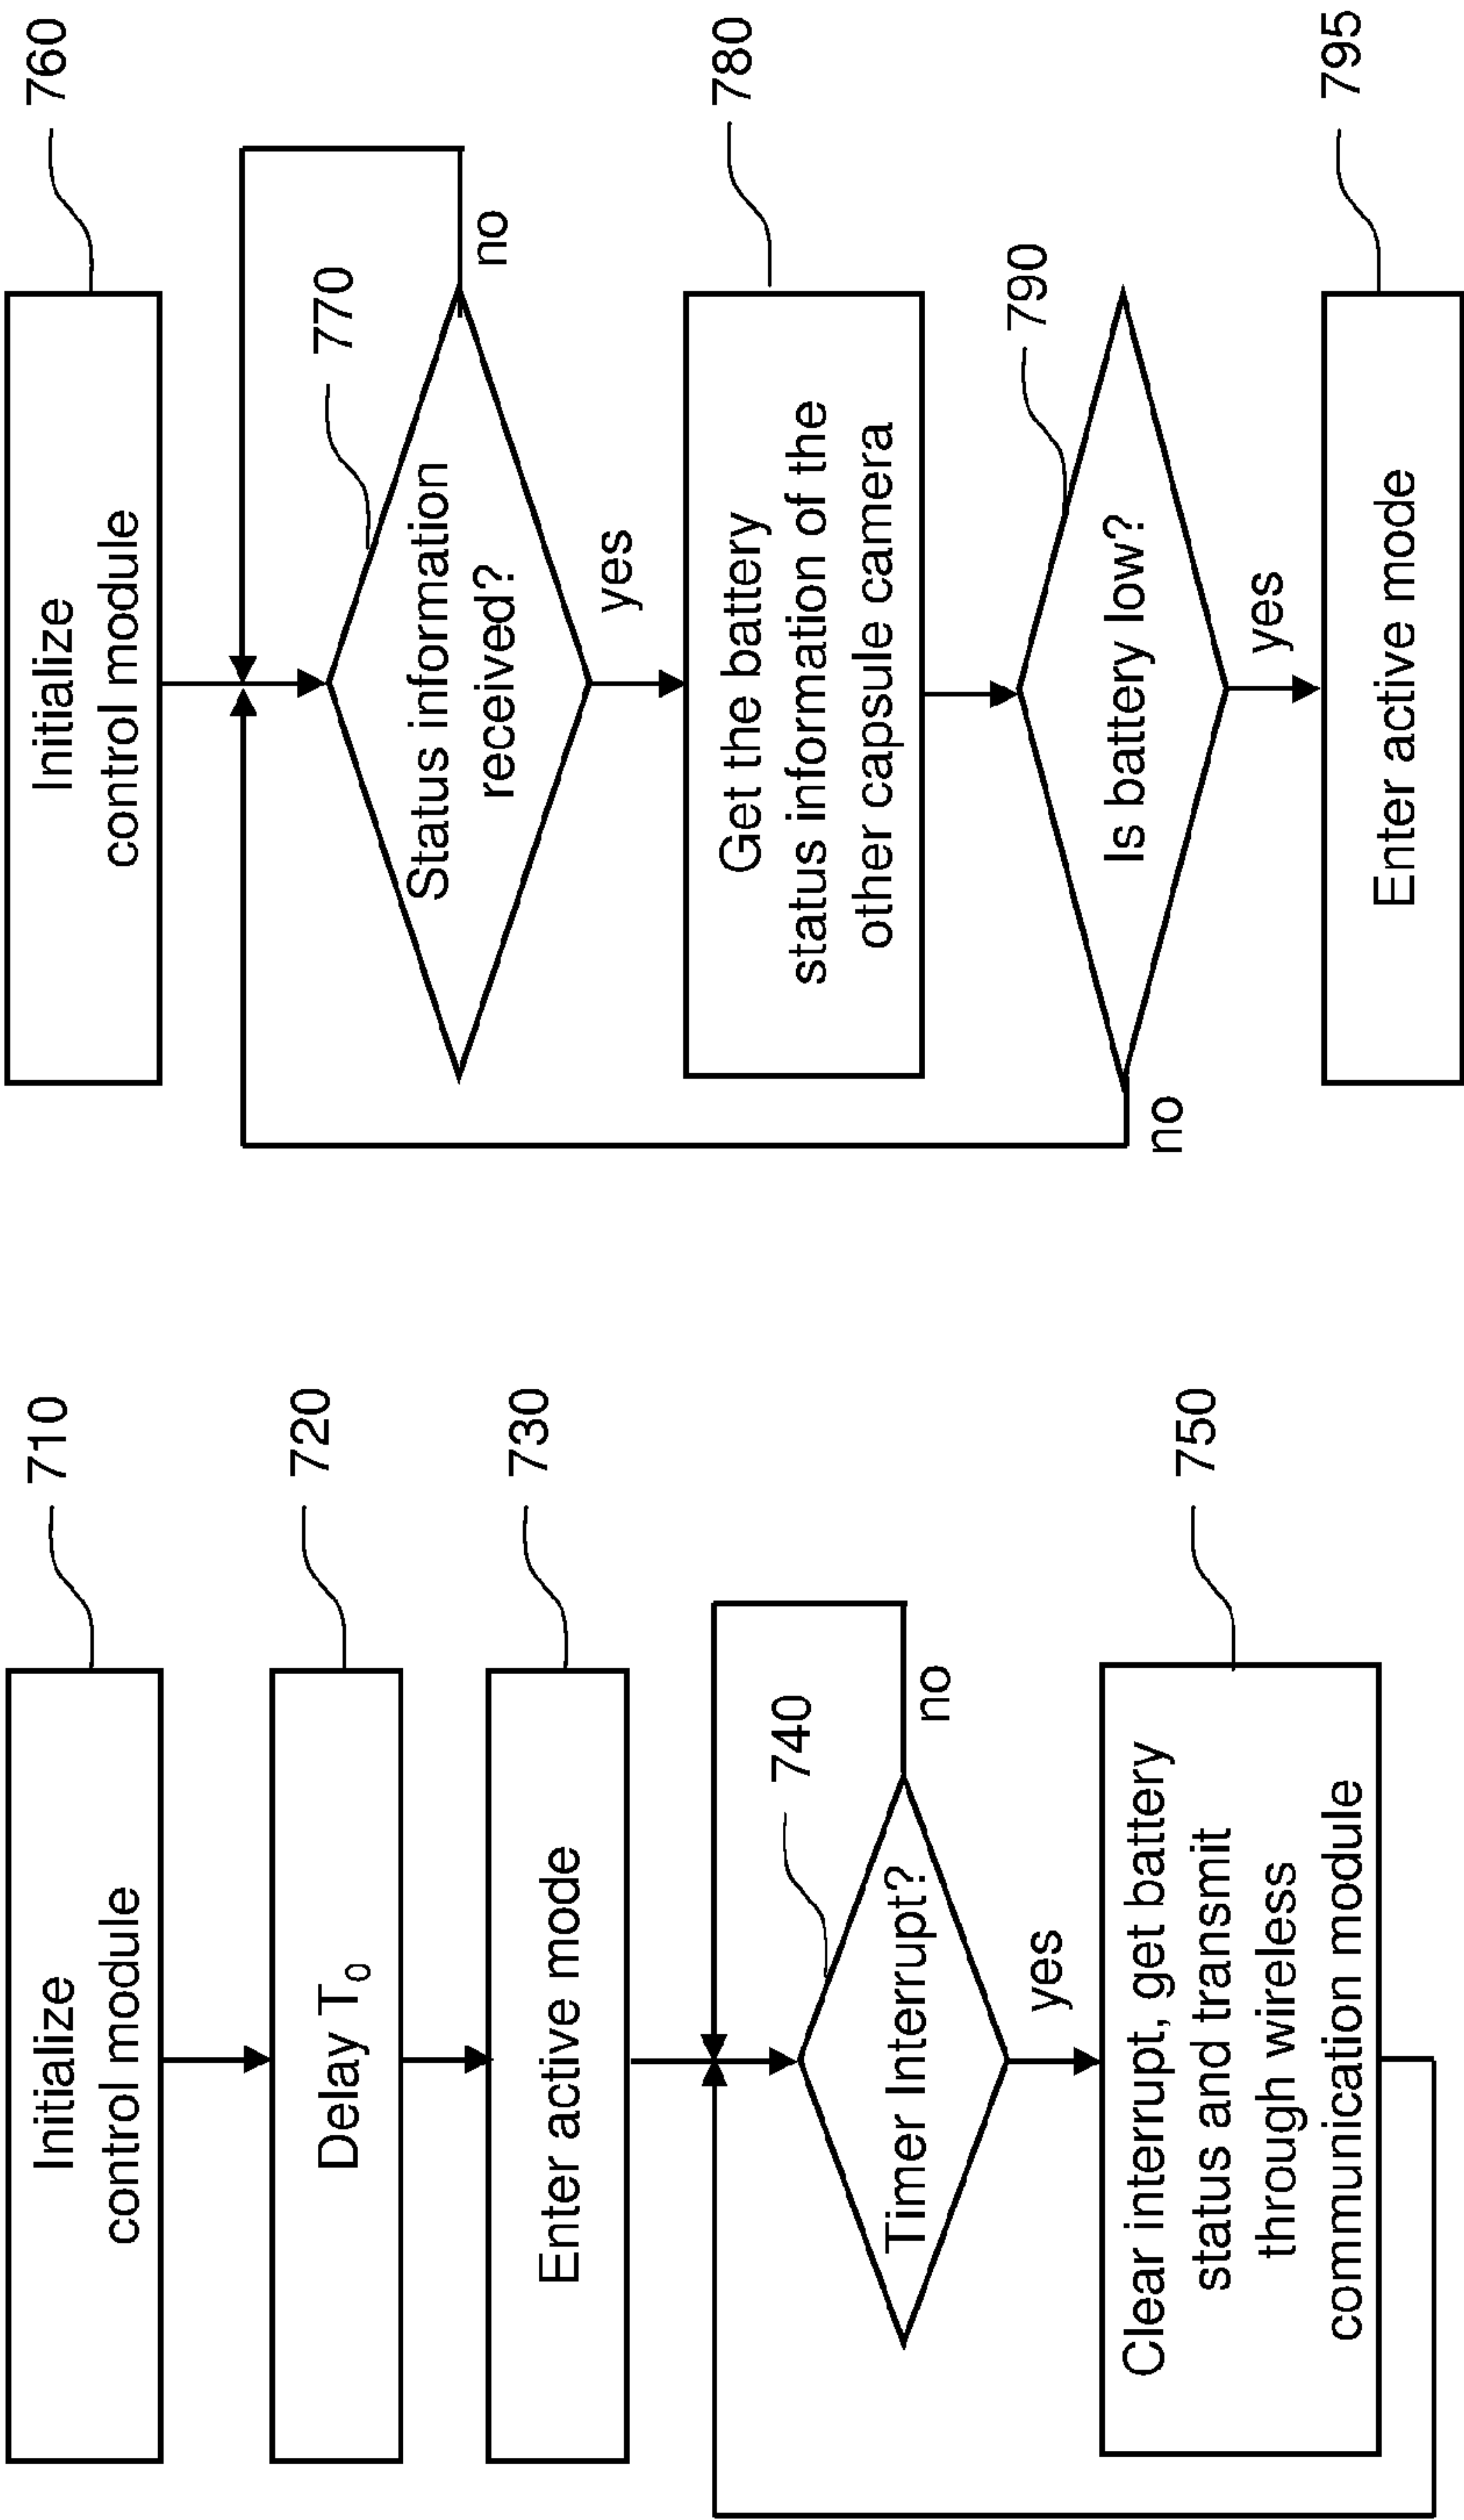 710
Initialize
control module
720
Delay T₀
730
Enter active mode
740
Timer Interrupt?
no
yes
750
Clear interrupt, get battery
status and transmit
through wireless
communication module
760
Initialize
control module
770
Status information
received?
no
yes
780
Get the battery
status information of the
other capsule camera
790
Is battery low?
no
yes
795
Enter active mode